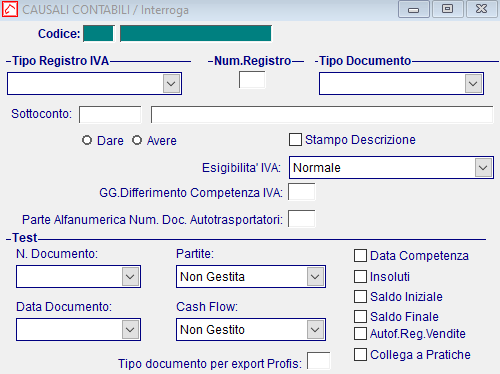 CAUSALI CONTABILI / Interroga
Codice:
Tipo Registro IVA Num.Registro Tipo Documento
Sottoconto:
Dare Avere Stampo Descrizione
Esigibilita' IVA: Normale
GG.Differimento Competenza IVA:
Parte Alfanumerica Num. Doc. Autotrasportatori:
Test
N. Documento: Partite: Data Competenza
Non Gestita Insoluti
Saldo Iniziale
Data Documento: Cash Flow: Saldo Finale
Non Gestito Autof.Reg.Vendite
Collega a Pratiche
Tipo documento per export Profis: